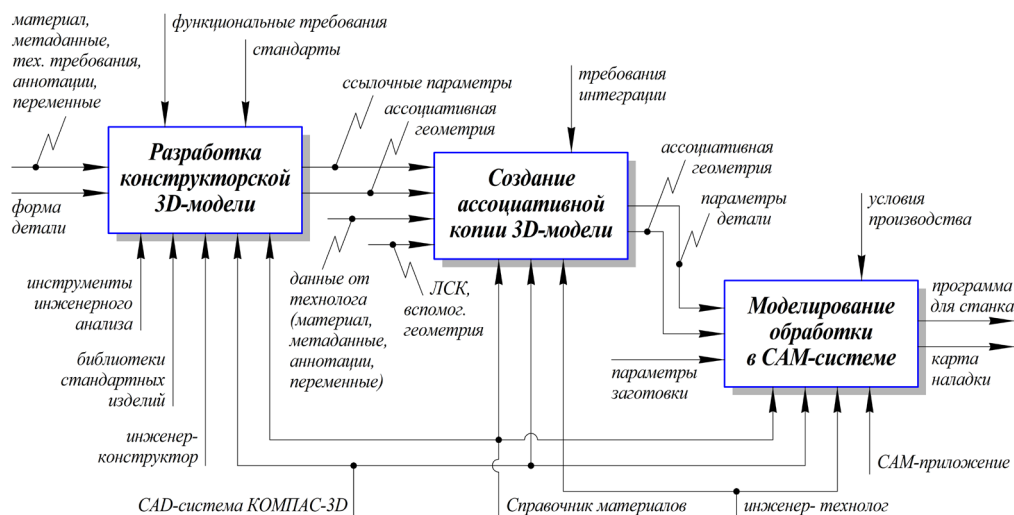 материал,
метаданные,
тех. требования,
аннотации,
переменные
функциональные требования
стандарты
ссылочные параметры
ассоциативная
геометрия
требования
интеграции
Разработка
конструкторской
3D-модели
форма
детали
Создание
ассоциативной
копии 3D-модели
ассоциативная
геометрия
параметры
детали
условия
производства
инструменты
инженерного
анализа
данные от
технолога
(материал,
метаданные,
аннотации,
переменные)
ЛСК,
вспомог.
геометрия
Моделирование
обработки
в САМ-системе
программа
для станка
карта
наладки
параметры
заготовки
библиотеки
стандартных
изделий
инженер-
конструктор
САМ-приложение
CAD-система КОМПАС-3D
Справочник материалов
инженер- технолог